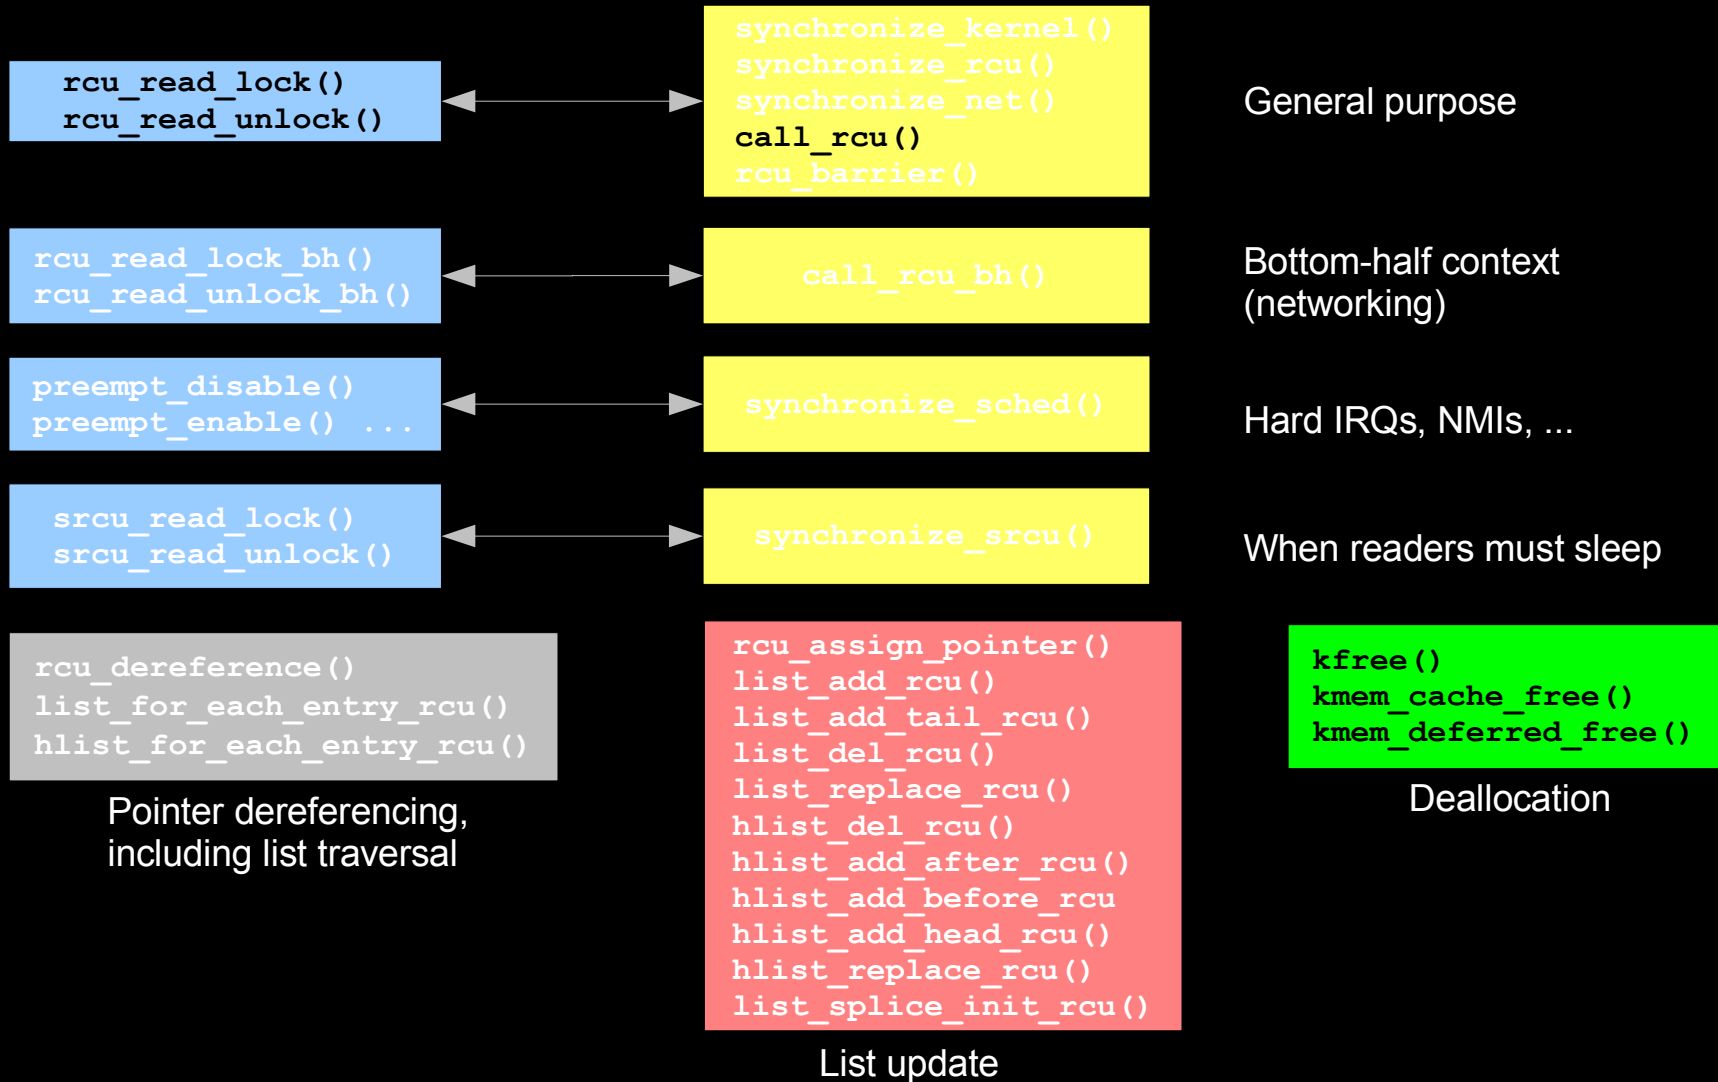 rcu_read_lock()
rcu_read_unlock()
synchronize_kernel()
synchronize_rcu()
synchronize_net()
call_rcu()
rcu_barrier()
General purpose
rcu_read_lock_bh()
rcu_read_unlock_bh()
call_rcu_bh()
Bottom-half context
(networking)
preempt_disable()
preempt_enable() ...
synchronize_sched()
Hard IRQs, NMIs, ...
srcu_read_lock()
srcu_read_unlock()
synchronize_srcu()
When readers must sleep
rcu_dereference()
list_for_each_entry_rcu()
hlist_for_each_entry_rcu()
Pointer dereferencing,
including list traversal
rcu_assign_pointer()
list_add_rcu()
list_add_tail_rcu()
list_del_rcu()
list_replace_rcu()
hlist_del_rcu()
hlist_add_after_rcu()
hlist_add_before_rcu
hlist_add_head_rcu()
hlist_replace_rcu()
list_splice_init_rcu()
List update
kfree()
kmem_cache_free()
kmem_deferred_free()
Deallocation